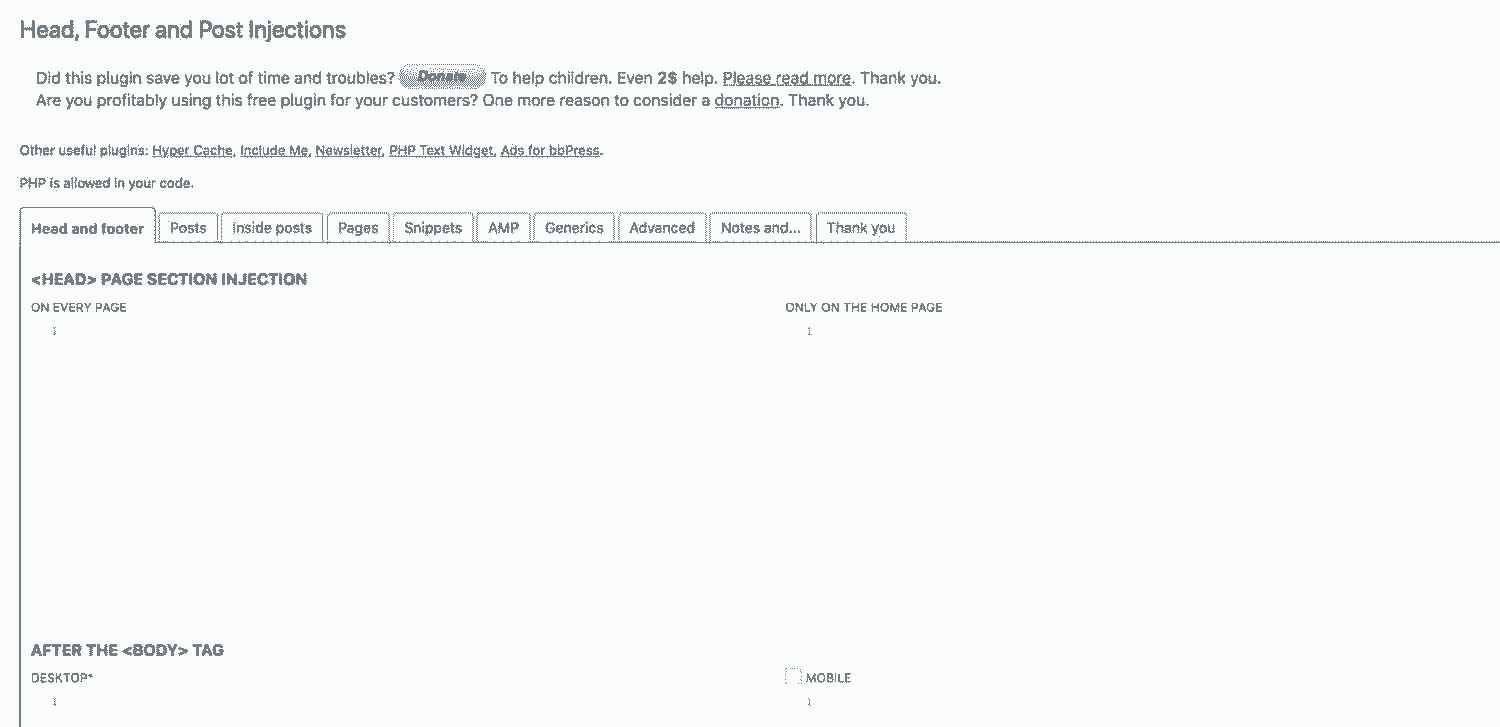 Head, Footer and Post Injections
Did this plugin save you lot of time and troubles? Donate To help children. Even 2$ help. Please read more. Thank you.
Are you profitably using this free plugin for your customers? One more reason to consider a donation. Thank you.
Other useful plugins: Hyper Cache, Include Me, Newsletter, PHP Text Widget, Ads for bbPress.
PHP is allowed in your code.
Head and footer Posts Inside posts Pages Snippets AMP Generics Advanced Notes and... Thank you
<HEAD> PAGE SECTION INJECTION
ON EVERY PAGE ONLY ON THE HOME PAGE
1 1
AFTER THE <BODY> TAG
DESKTOP* MOBILE
1 1